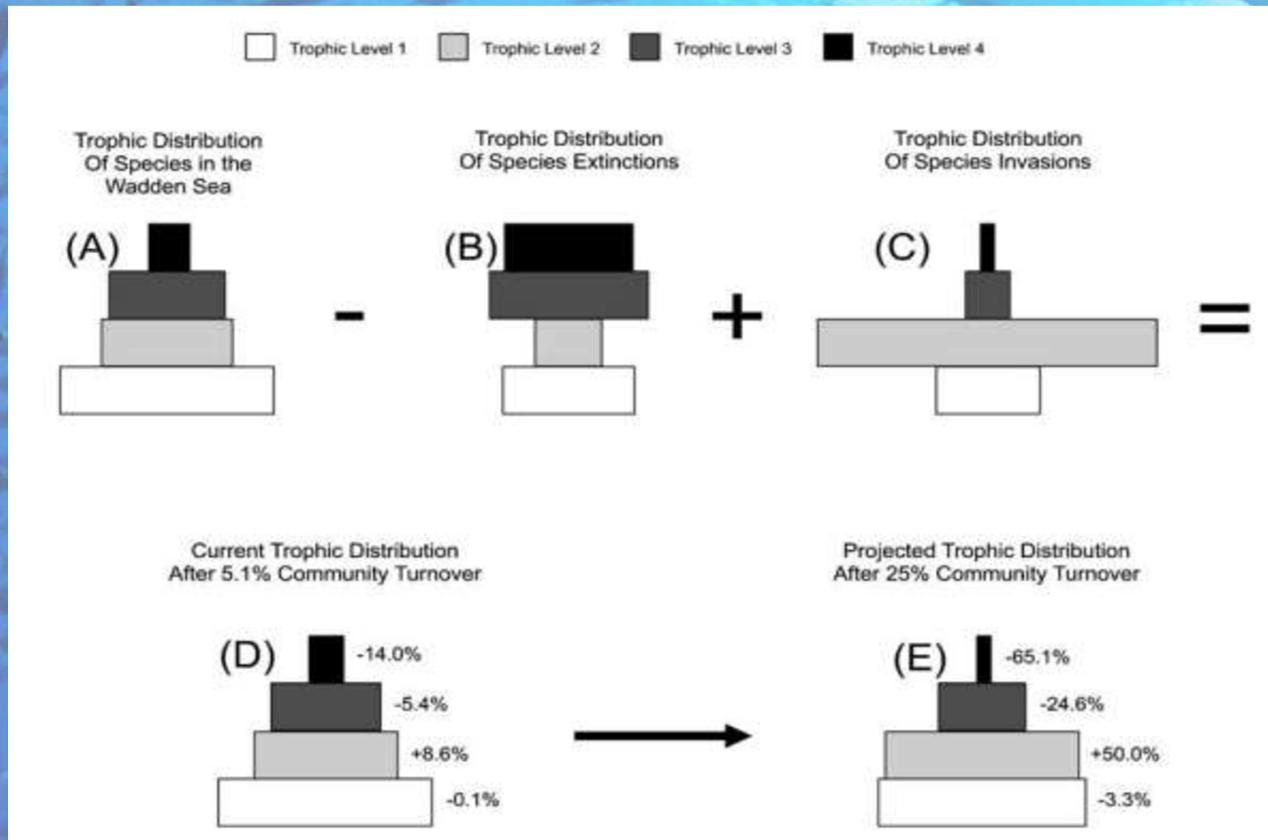 Trophic Level 1 Trophic Level 2 Trophic Level 3 Trophic Level 4
Trophic Distribution
Of Species in the
Wadden Sea
Trophic Distribution
Of Species Extinctions
Trophic Distribution
Of Species Invasions
(A)
-
(B)
+
(C)
=
Current Trophic Distribution
After 5.1% Community Turnover
Projected Trophic Distribution
After 25% Community Turnover
(D)
-14.0%
-5.4%
+8.6%
-0.1%
(E)
-65.1%
-24.6%
+50.0%
-3.3%